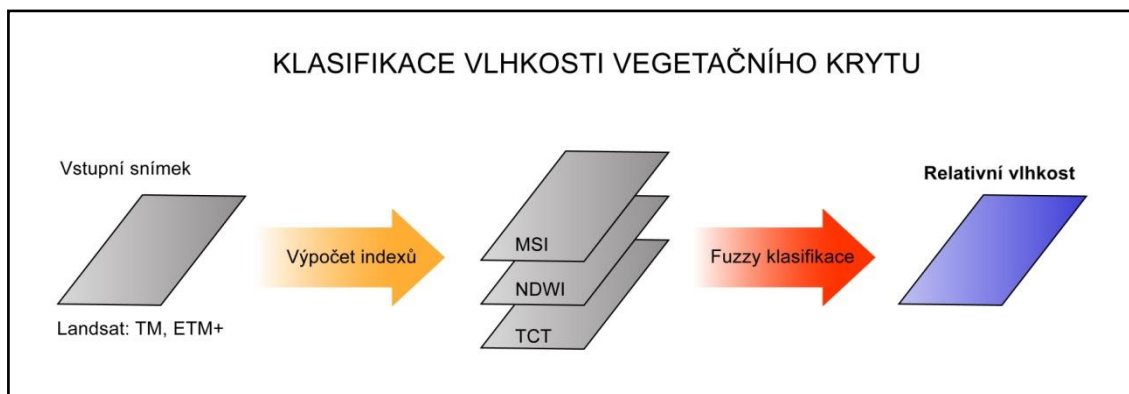 KLASIFIKACE VLHKOSTI VEGETAČNÍHO KRYTU
Vstupní snímek
Landsat: TM, ETM+
Výpočet indexů
MSI
NDWI
TCT
Fuzzy klasifikace
Relativní vlhkost